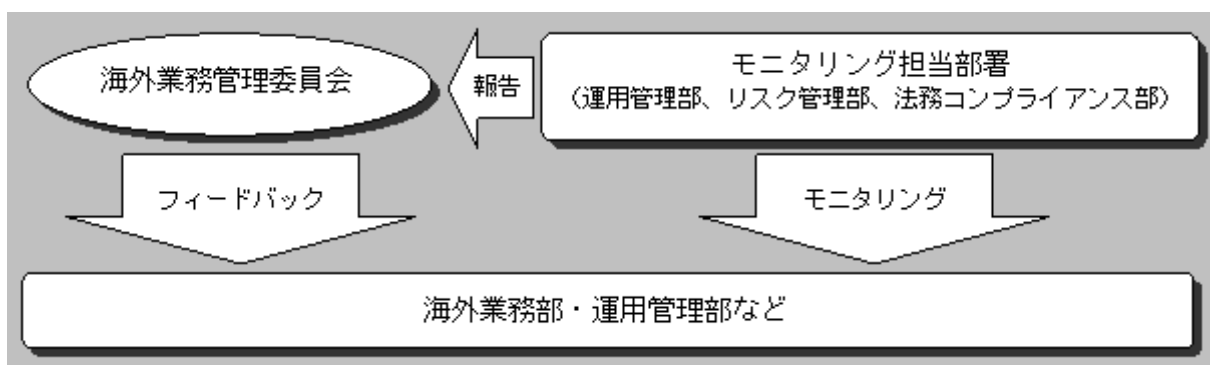 海外業務管理委員会
報告
モニタリング担当部署
（運用管理部、リスク管理部、法務コンプライアンス部）
フィードバック
モニタリング
海外業務部・運用管理部など